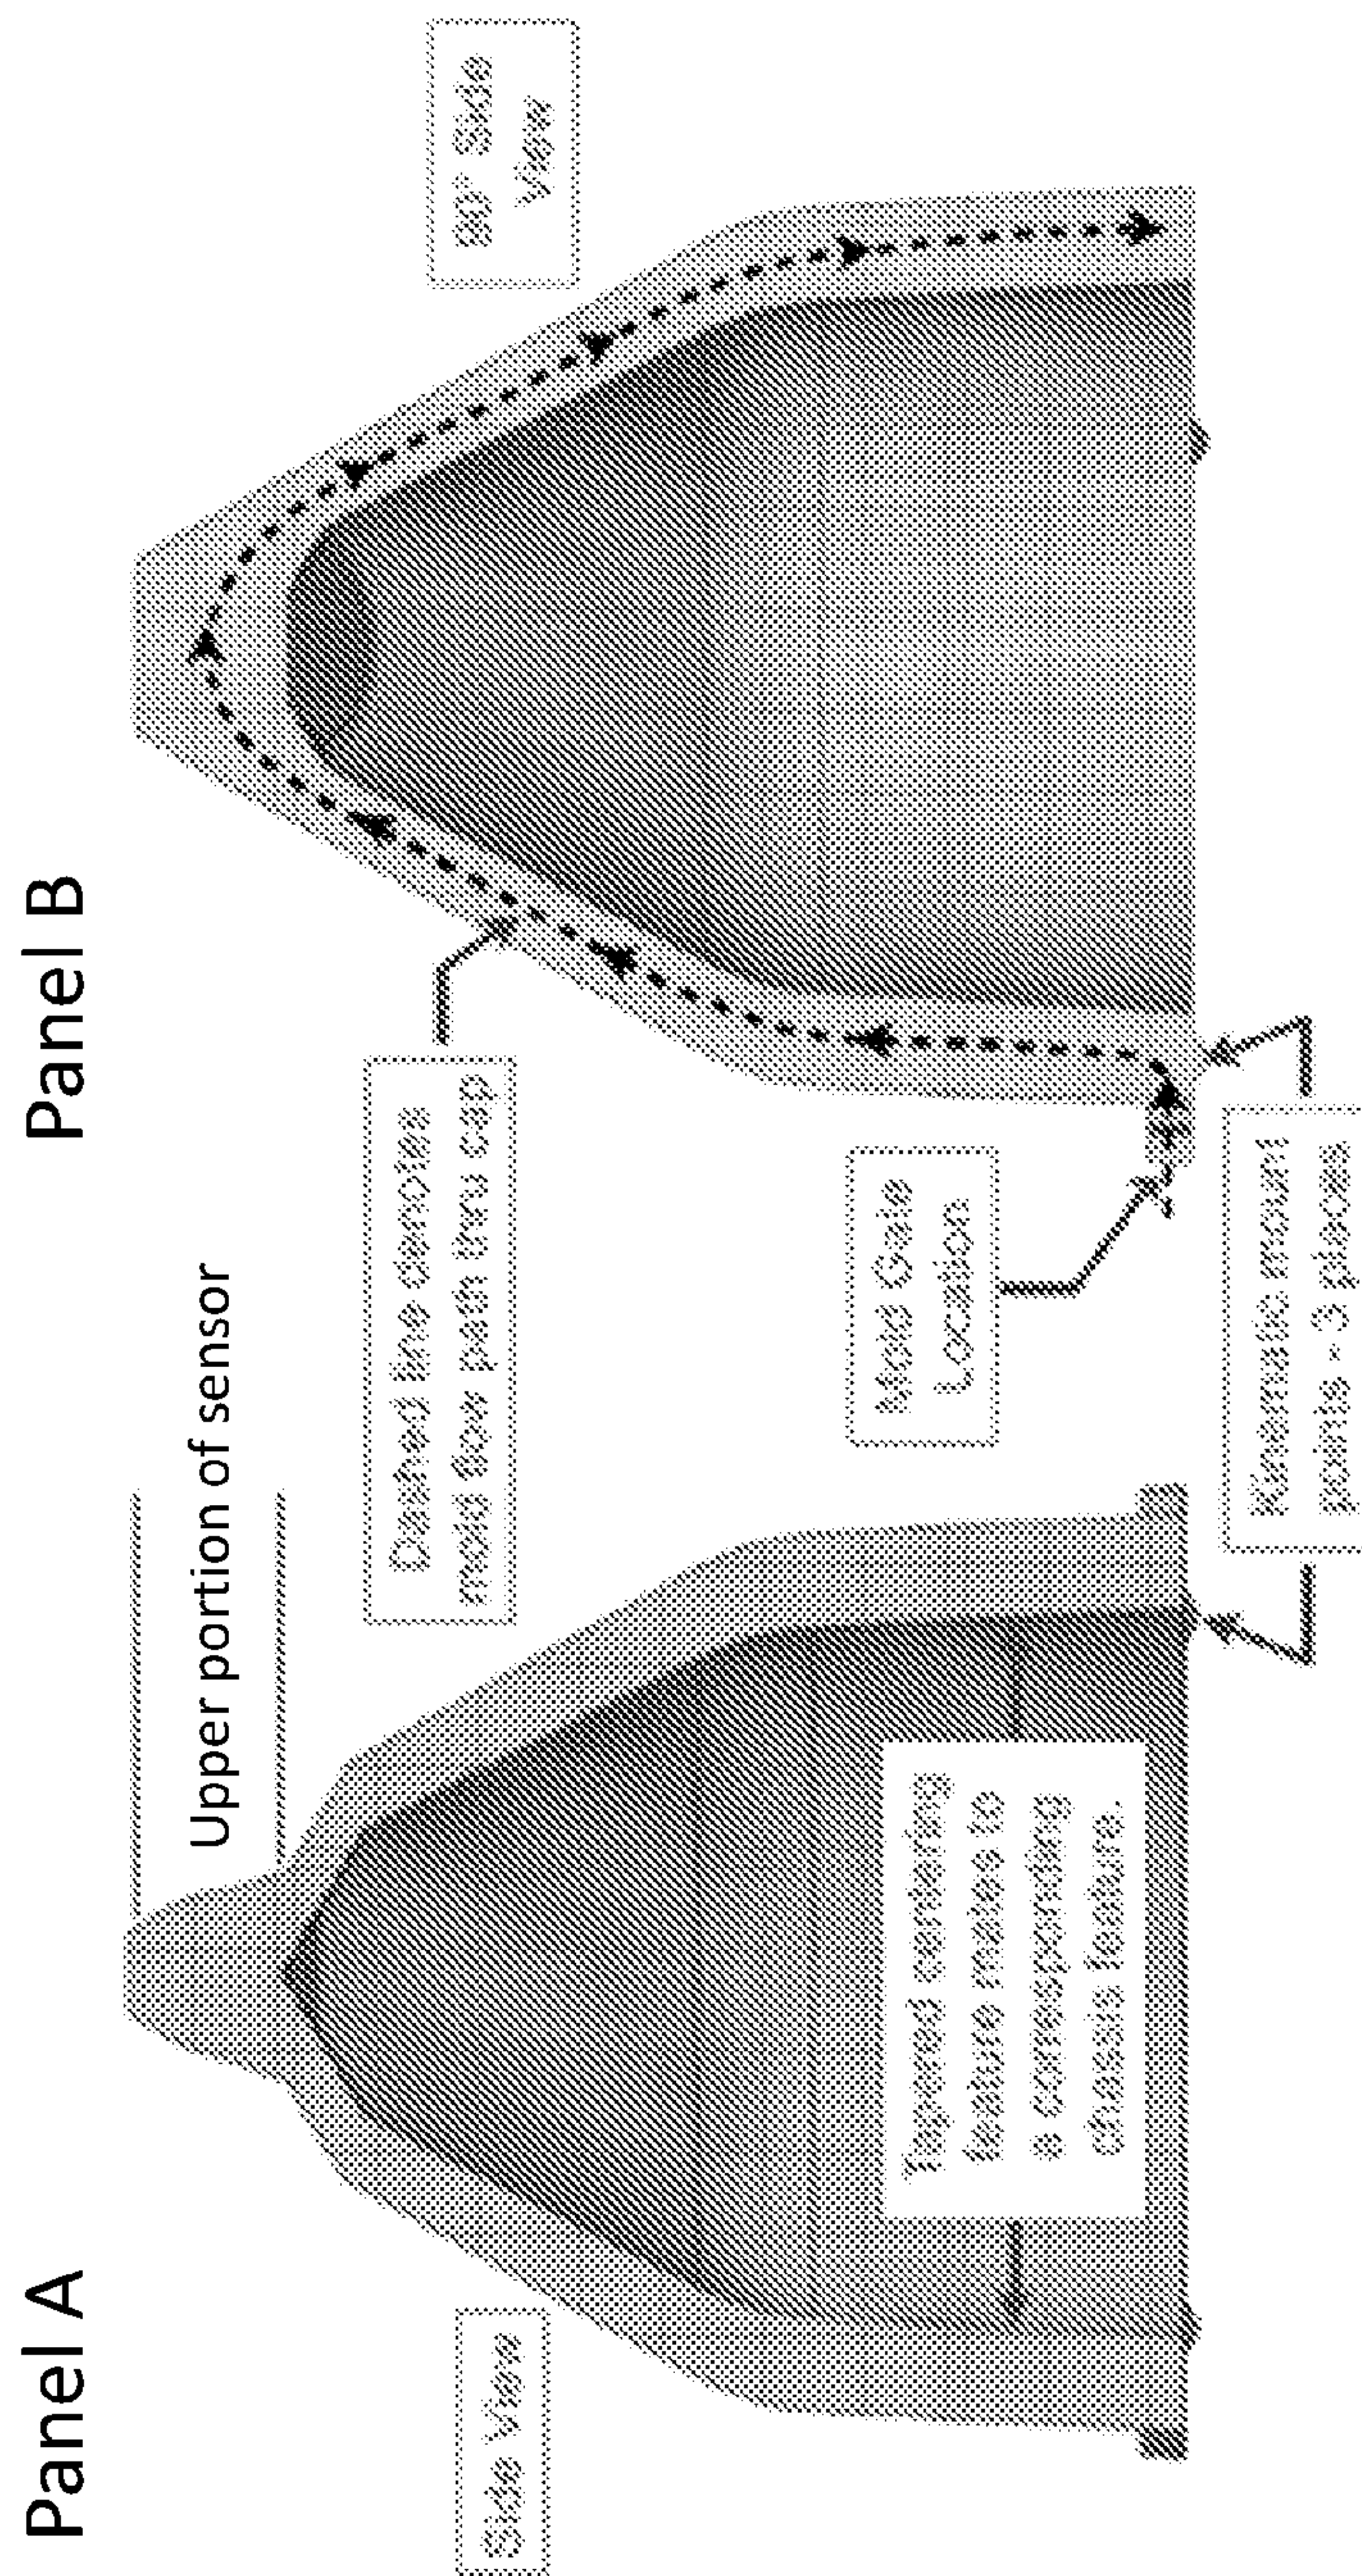 Panel A
Panel B
Upper portion of sensor
Side View
90° Side
View
Dashed line denotes
mold flow path thru cap
Mold Gate
Location
Tapered centering
feature mates to
a corresponding
chassis feature.
Kinematic mount
points - 3 places